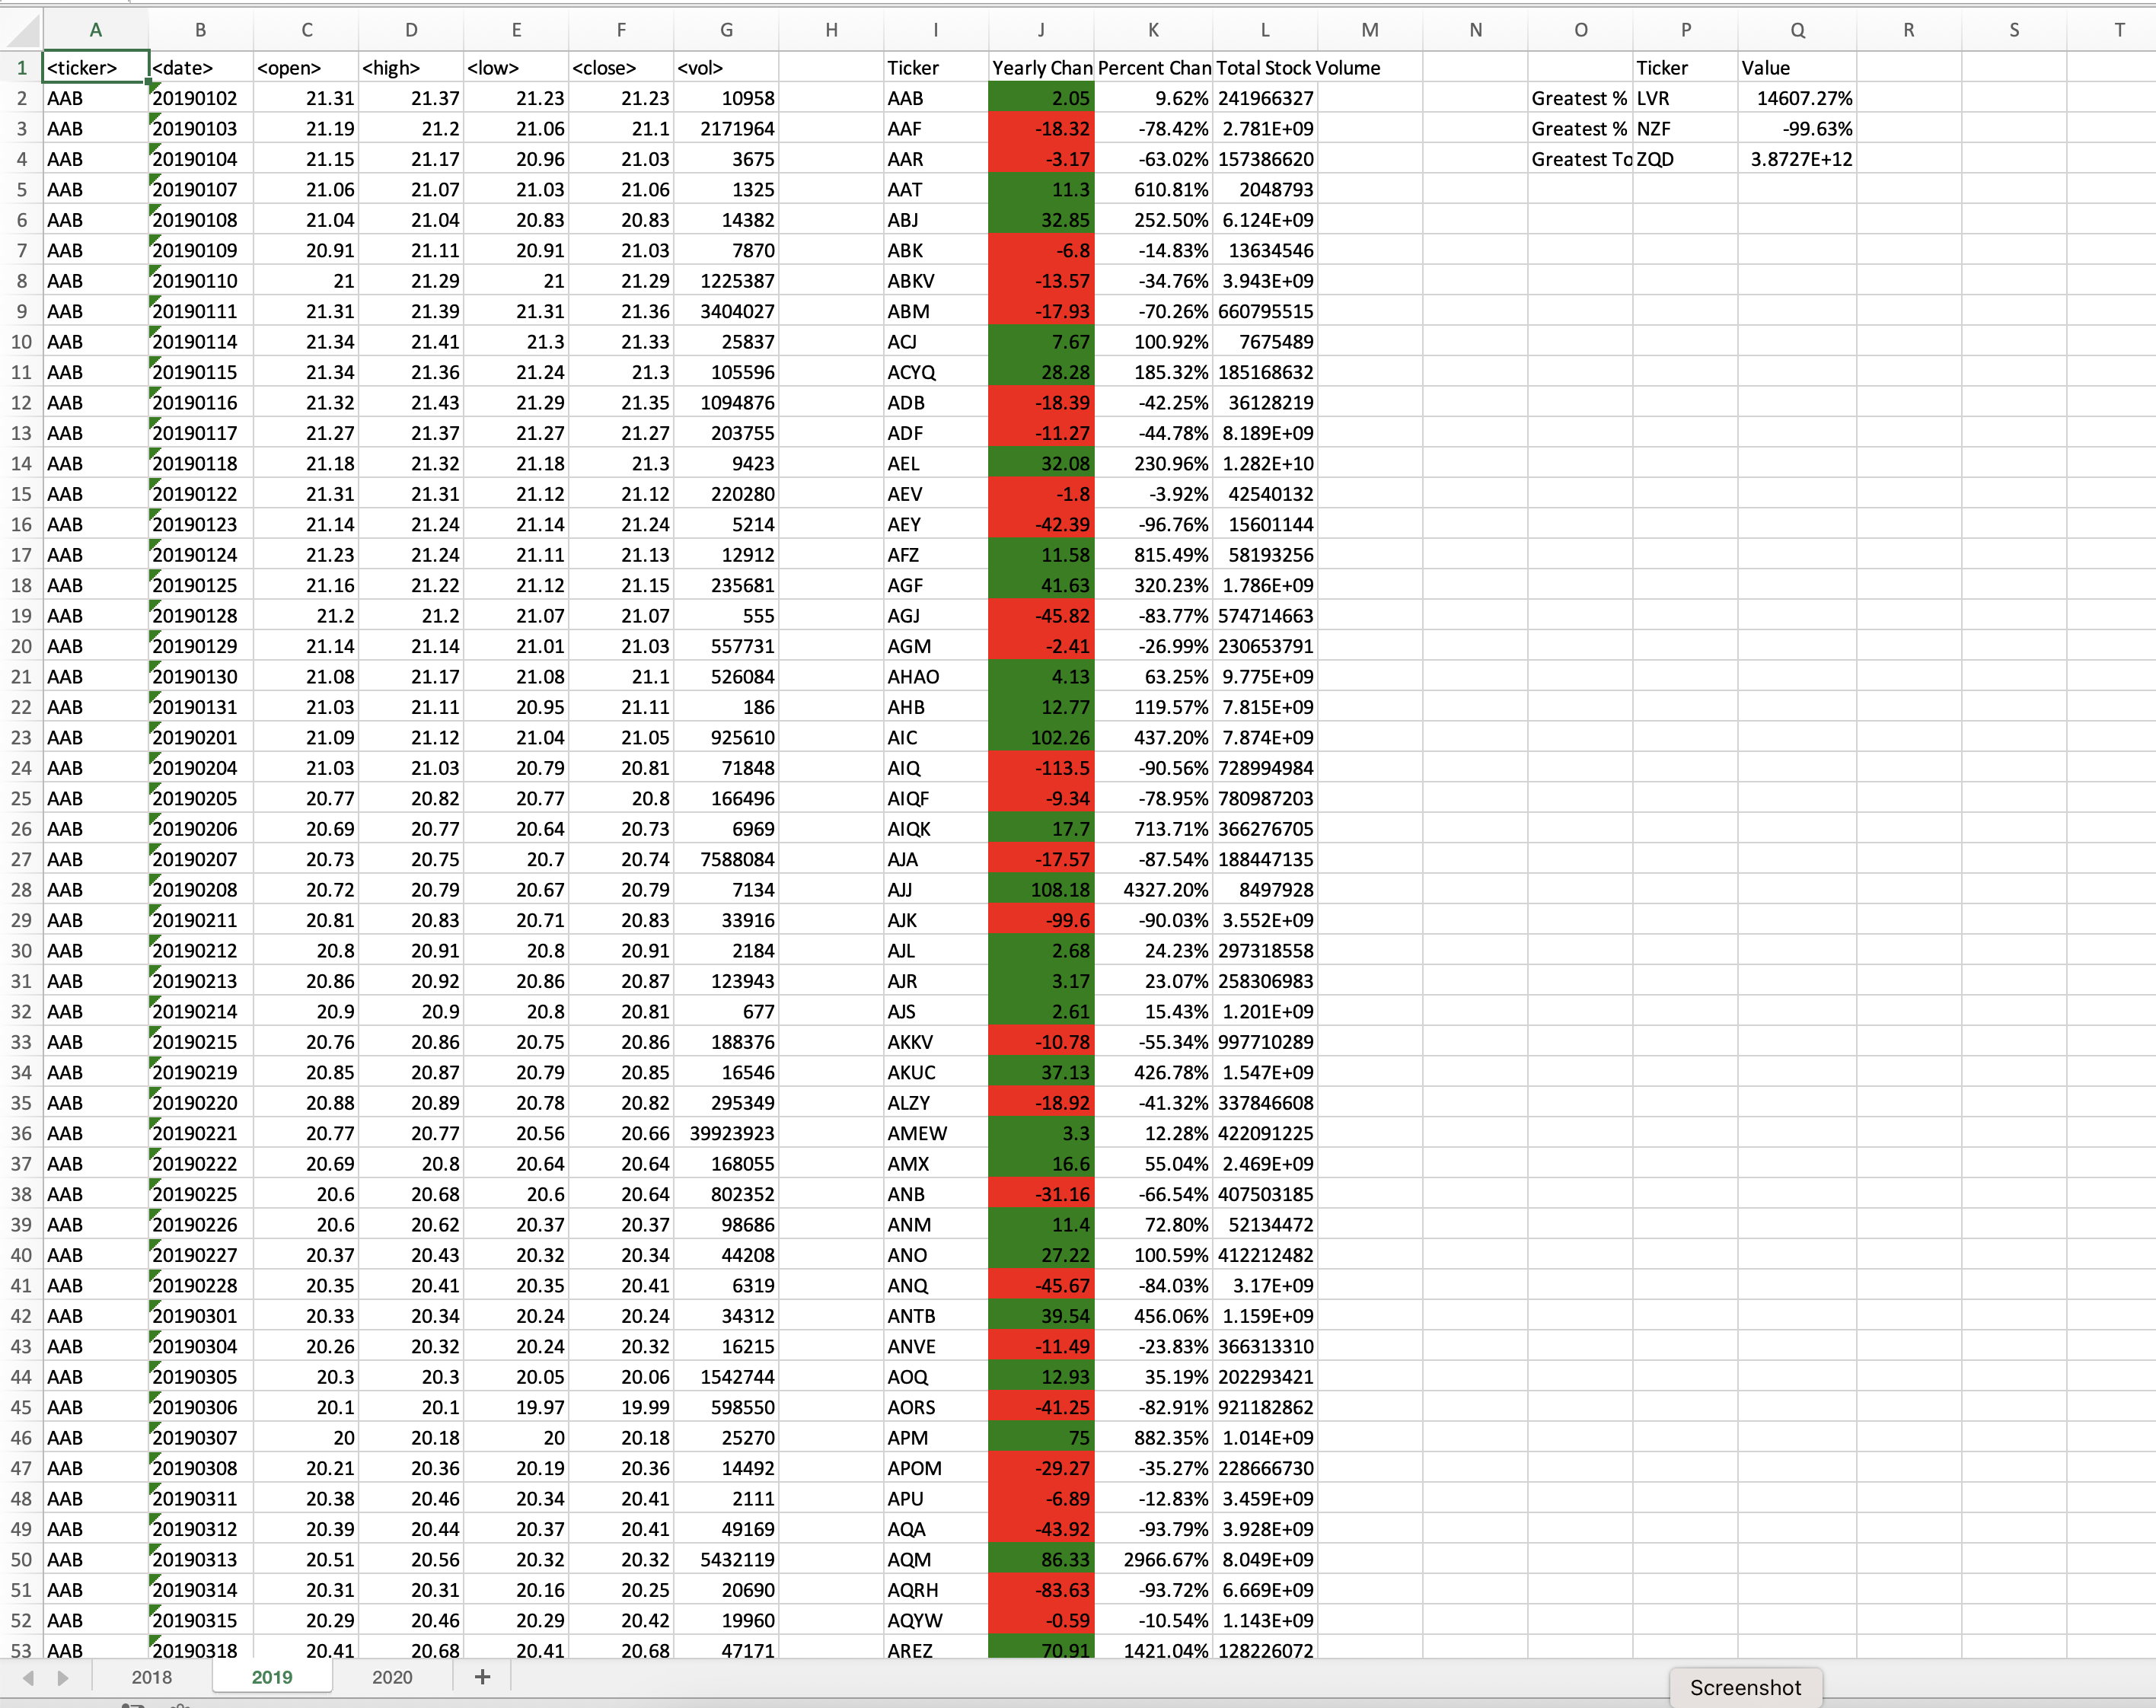 A B C D E F G H I J K L M N O P Q R S T
1 <ticker> <date> <open> <high> <low> <close> <vol> Ticker Yearly Chan Percent Chan Total Stock Volume Ticker Value
2 AAB 20190102 21.31 21.37 21.23 21.23 10958 AAB 2.05 9.62% 241966327 Greatest % LVR 14607.27%
3 AAB 20190103 21.19 21.2 21.06 21.1 2171964 AAF -18.32 -78.42% 2.781E+09 Greatest % NZF -99.63%
4 AAB 20190104 21.15 21.17 20.96 21.03 3675 AAR -3.17 -63.02% 157386620 Greatest To ZQD 3.8727E+12
5 AAB 20190107 21.06 21.07 21.03 21.06 1325 AAT 11.3 610.81% 2048793
6 AAB 20190108 21.04 21.04 20.83 20.83 14382 ABJ 32.85 252.50% 6.124E+09
7 AAB 20190109 20.91 21.11 20.91 21.03 7870 ABK -6.8 -14.83% 13634546
8 AAB 20190110 21 21.29 21 21.29 1225387 ABKV -13.57 -34.76% 3.943E+09
9 AAB 20190111 21.31 21.39 21.31 21.36 3404027 ABM -17.93 -70.26% 660795515
10 AAB 20190114 21.34 21.41 21.3 21.33 25837 ACJ 7.67 100.92% 7675489
11 AAB 20190115 21.34 21.36 21.24 21.3 105596 ACYQ 28.28 185.32% 185168632
12 AAB 20190116 21.32 21.43 21.29 21.35 1094876 ADB -18.39 -42.25% 36128219
13 AAB 20190117 21.27 21.37 21.27 21.27 203755 ADF -11.27 -44.78% 8.189E+09
14 AAB 20190118 21.18 21.32 21.18 21.3 9423 AEL 32.08 230.96% 1.282E+10
15 AAB 20190122 21.31 21.31 21.12 21.12 220280 AEV -1.8 -3.92% 42540132
16 AAB 20190123 21.14 21.24 21.14 21.24 5214 AEY -42.39 -96.76% 15601144
17 AAB 20190124 21.23 21.24 21.11 21.13 12912 AFZ 11.58 815.49% 58193256
18 AAB 20190125 21.16 21.22 21.12 21.15 235681 AGF 41.63 320.23% 1.786E+09
19 AAB 20190128 21.2 21.2 21.07 21.07 555 AGJ -45.82 -83.77% 574714663
20 AAB 20190129 21.14 21.14 21.01 21.03 557731 AGM -2.41 -26.99% 230653791
21 AAB 20190130 21.08 21.17 21.08 21.1 526084 AHAO 4.13 63.25% 9.775E+09
22 AAB 20190131 21.03 21.11 20.95 21.11 186 AHB 12.77 119.57% 7.815E+09
23 AAB 20190201 21.09 21.12 21.04 21.05 925610 AIC 102.26 437.20% 7.874E+09
24 AAB 20190204 21.03 21.03 20.79 20.81 71848 AIQ -113.5 -90.56% 728994984
25 AAB 20190205 20.77 20.82 20.77 20.8 166496 AIQF -9.34 -78.95% 780987203
26 AAB 20190206 20.69 20.77 20.64 20.73 6969 AIQK 17.7 713.71% 366276705
27 AAB 20190207 20.73 20.75 20.7 20.74 7588084 AJA -17.57 -87.54% 188447135
28 AAB 20190208 20.72 20.79 20.67 20.79 7134 AJJ 108.18 4327.20% 8497928
29 AAB 20190211 20.81 20.83 20.71 20.83 33916 AJK -99.6 -90.03% 3.552E+09
30 AAB 20190212 20.8 20.91 20.8 20.91 2184 AJL 2.68 24.23% 297318558
31 AAB 20190213 20.86 20.92 20.86 20.87 123943 AJR 3.17 23.07% 258306983
32 AAB 20190214 20.9 20.9 20.8 20.81 677 AJS 2.61 15.43% 1.201E+09
33 AAB 20190215 20.76 20.86 20.75 20.86 188376 AKKV -10.78 -55.34% 997710289
34 AAB 20190219 20.85 20.87 20.79 20.85 16546 AKUC 37.13 426.78% 1.547E+09
35 AAB 20190220 20.88 20.89 20.78 20.82 295349 ALZY -18.92 -41.32% 337846608
36 AAB 20190221 20.77 20.77 20.56 20.66 39923923 AMEW 3.3 12.28% 422091225
37 AAB 20190222 20.69 20.8 20.64 20.64 168055 AMX 16.6 55.04% 2.469E+09
38 AAB 20190225 20.6 20.68 20.6 20.64 802352 ANB -31.16 -66.54% 407503185
39 AAB 20190226 20.6 20.62 20.37 20.37 98686 ANM 11.4 72.80% 52134472
40 AAB 20190227 20.37 20.43 20.32 20.34 44208 ANO 27.22 100.59% 412212482
41 AAB 20190228 20.35 20.41 20.35 20.41 6319 ANQ -45.67 -84.03% 3.17E+09
42 AAB 20190301 20.33 20.34 20.24 20.24 34312 ANTB 39.54 456.06% 1.159E+09
43 AAB 20190304 20.26 20.32 20.24 20.32 16215 ANVE -11.49 -23.83% 366313310
44 AAB 20190305 20.3 20.3 20.05 20.06 1542744 AOQ 12.93 35.19% 202293421
45 AAB 20190306 20.1 20.1 19.97 19.99 598550 AORS -41.25 -82.91% 921182862
46 AAB 20190307 20 20.18 20 20.18 25270 APM 75 882.35% 1.014E+09
47 AAB 20190308 20.21 20.36 20.19 20.36 14492 APOM -29.27 -35.27% 228666730
48 AAB 20190311 20.38 20.46 20.34 20.41 2111 APU -6.89 -12.83% 3.459E+09
49 AAB 20190312 20.39 20.44 20.37 20.41 49169 AQA -43.92 -93.79% 3.928E+09
50 AAB 20190313 20.51 20.56 20.32 20.32 5432119 AQM 86.33 2966.67% 8.049E+09
51 AAB 20190314 20.31 20.31 20.16 20.25 20690 AQRH -83.63 -93.72% 6.669E+09
52 AAB 20190315 20.29 20.46 20.29 20.42 19960 AQYW -0.59 -10.54% 1.143E+09
53 AAB 20190318 20.41 20.68 20.41 20.68 47171 AREZ 70.91 1421.04% 128226072
2018 2019 2020 +
Screenshot